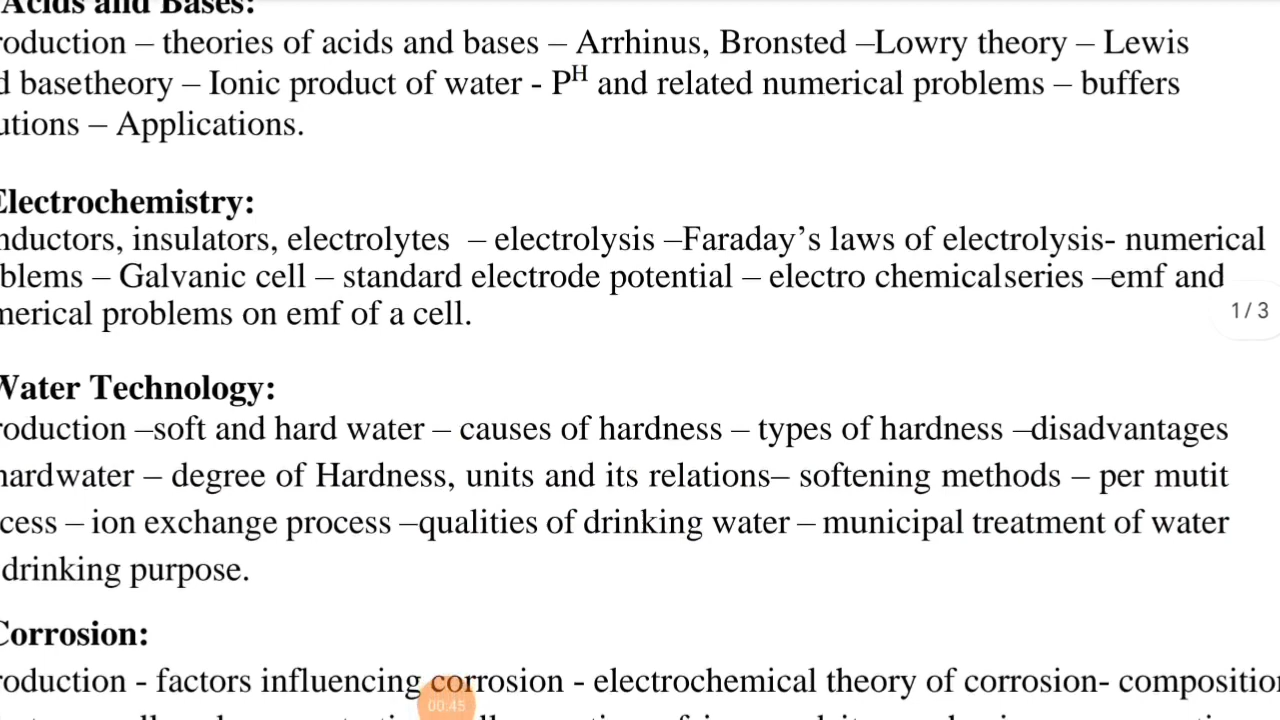 Acids and Bases:
roduction – theories of acids and bases – Arrhinus, Bronsted –Lowry theory – Lewis
d basetheory – Ionic product of water - Pᴴ and related numerical problems – buffers
utions – Applications.
Electrochemistry:
nductors, insulators, electrolytes – electrolysis –Faraday’s laws of electrolysis- numerical
blems – Galvanic cell – standard electrode potential – electro chemicalseries –emf and
merical problems on emf of a cell.
1 / 3
Water Technology:
roduction –soft and hard water – causes of hardness – types of hardness –disadvantages
hardwater – degree of Hardness, units and its relations– softening methods – per mutit
cess – ion exchange process –qualities of drinking water – municipal treatment of water
drinking purpose.
Corrosion:
roduction - factors influencing corrosion - electrochemical theory of corrosion- composition
00:45